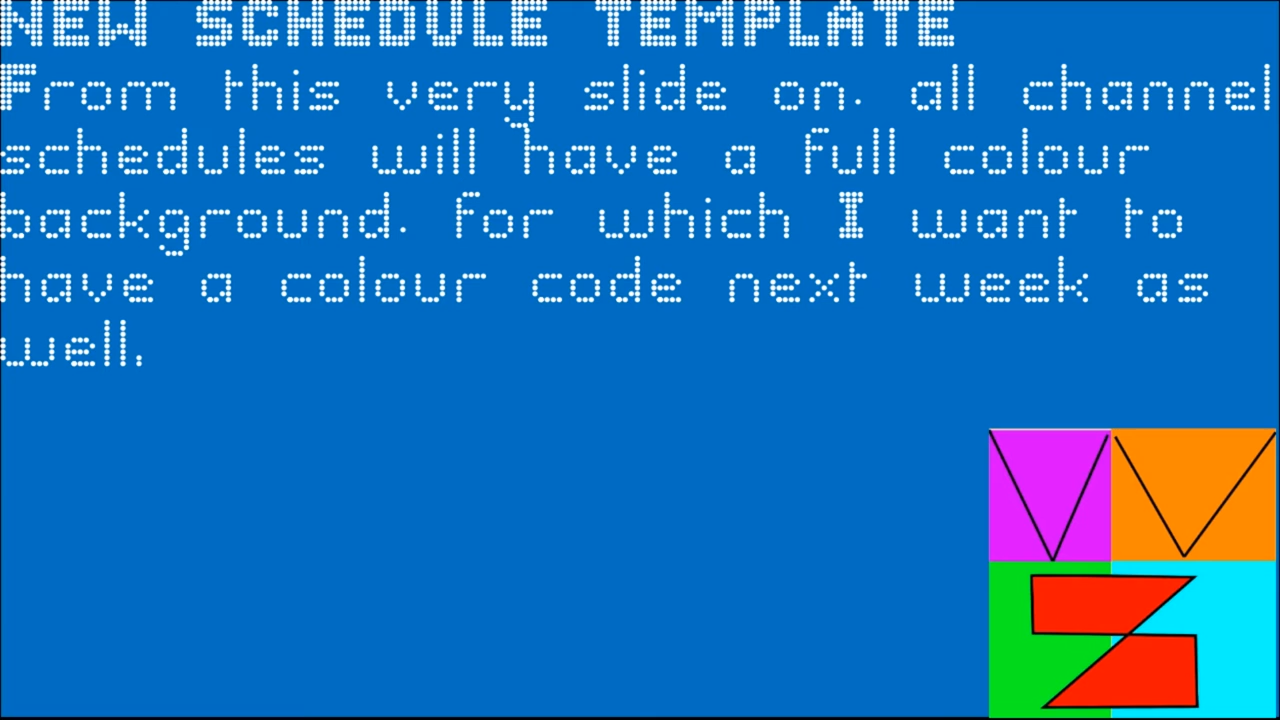 NEW SCHEDULE TEMPLATE
From this very slide on. all channel
schedules will have a full colour
background. for which I want to
have a colour code next week as
well.